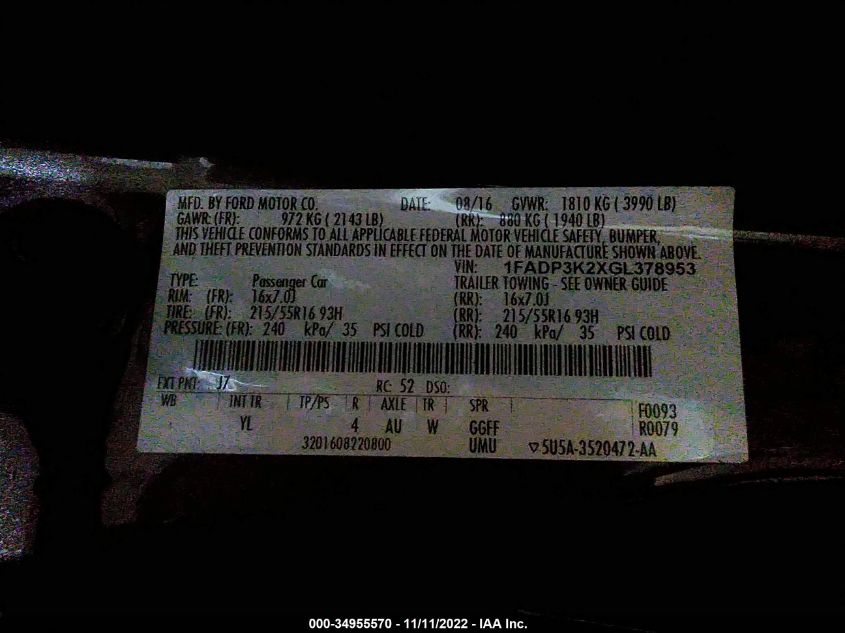 MFD. BY FORD MOTOR CO. DATE: 08/16 GVWR: 1810 KG ( 3990 LB)
GAWR:(FR): 972 KG ( 2143 LB) (RR): 880 KG ( 1940 LB)
THIS VEHICLE CONFORMS TO ALL APPLICABLE FEDERAL MOTOR VEHICLE SAFETY, BUMPER,
AND THEFT PREVENTION STANDARDS IN EFFECT ON THE DATE OF MANUFACTURE SHOWN ABOVE.
VIN: 1FADP3K2XGL378953
TYPE: Passenger Car TRAILER TOWING - SEE OWNER GUIDE
RIM: (FR): 16x7.0J (RR): 16x7.0J
TIRE: (FR): 215/55R16 93H (RR): 215/55R16 93H
PRESSURE:(FR): 240 kPa/ 35 PSI COLD (RR): 240 kPa/ 35 PSI COLD
EXT PNT: J7 RC: 52 DSO:
WB INT TR TP/PS R AXLE TR SPR F0093
YL 4 AU W GGFF R0079
3201608220800 UMU ▽5U5A-3520472-AA
000-34955570 - 11/11/2022 - IAA Inc.